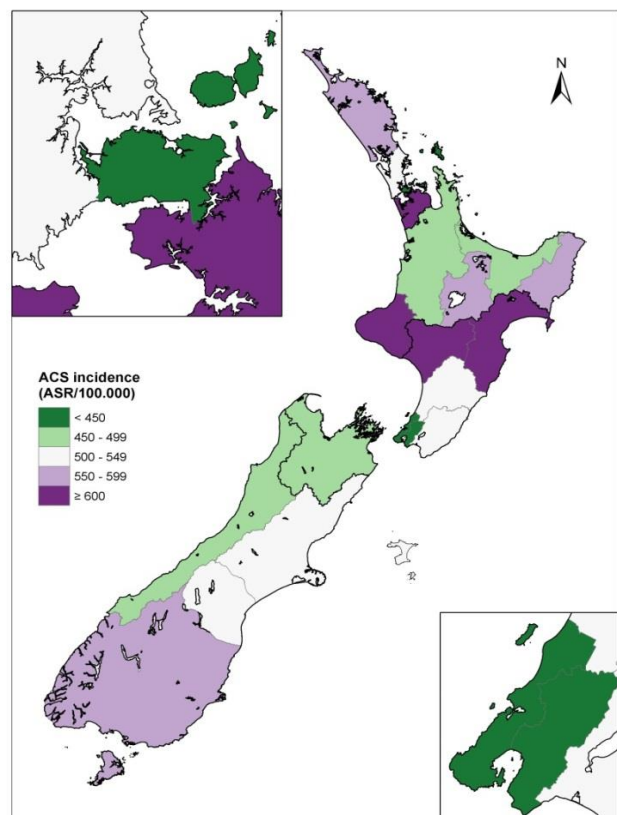 N
ACS incidence
(ASR/100.000)
< 450
450 - 499
500 - 549
550 - 599
≥ 600